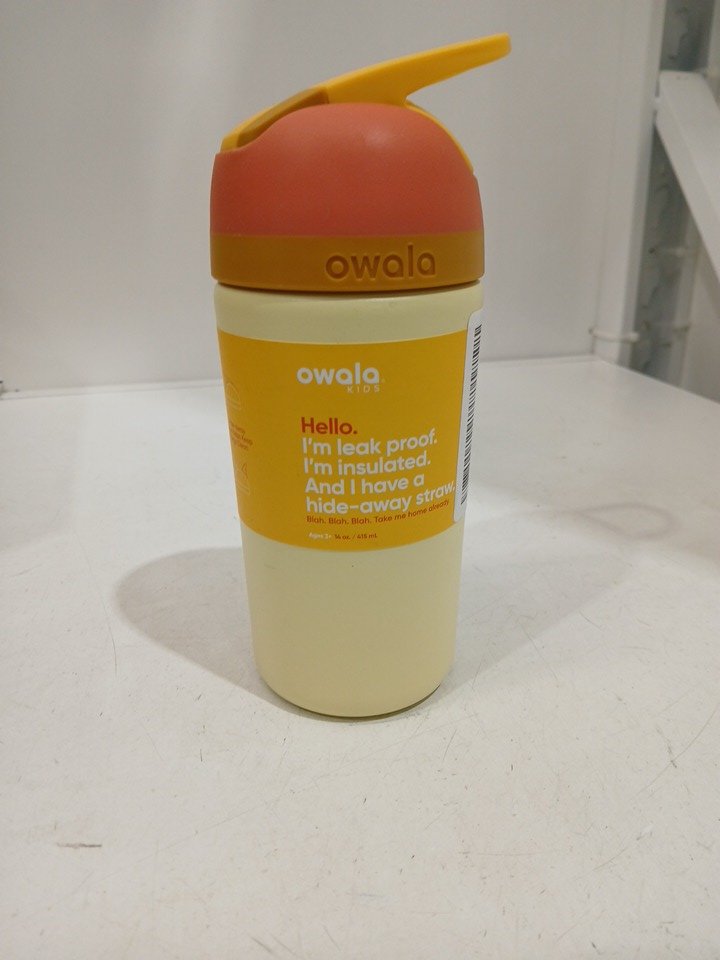 owala
owala
KIDS
Hello.
I'm leak proof.
I'm insulated.
And I have a
hide-away straw.
Blah. Blah. Blah. Take me home already.
Ages 3+ 14 oz. / 415 mL